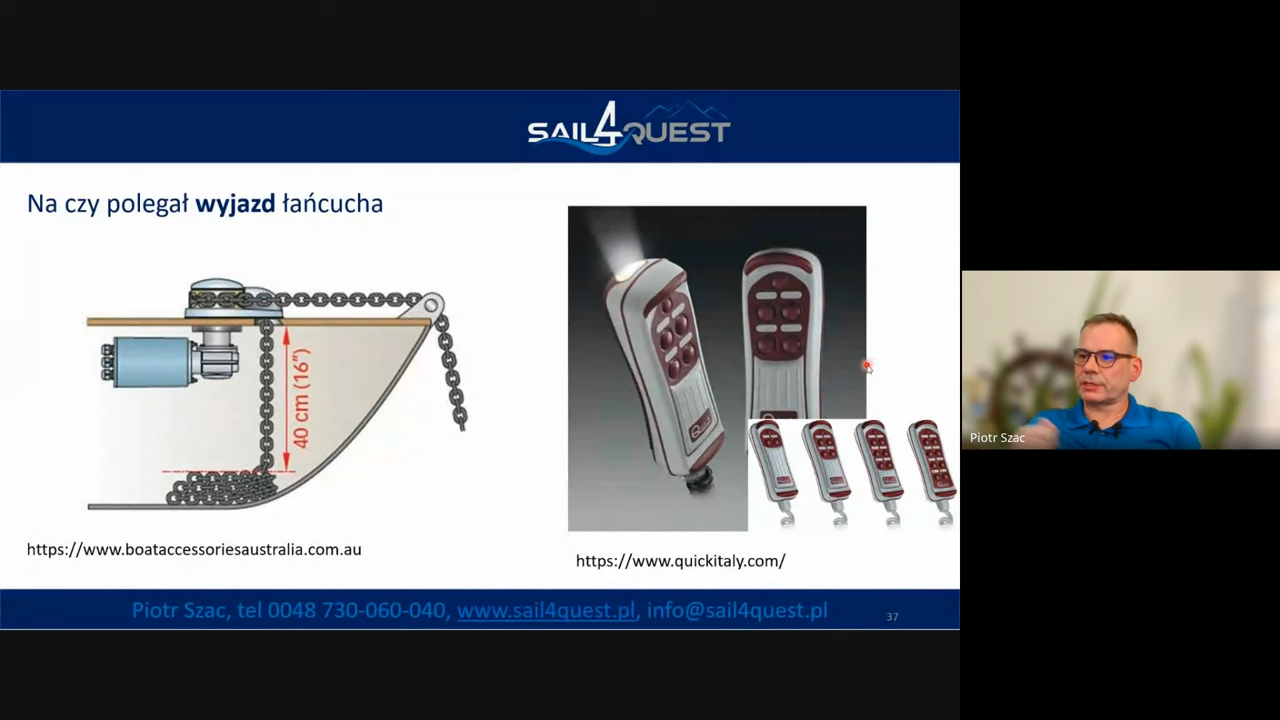 SAIL4QUEST
Na czy polegał wyjazd łańcucha
40 cm (16")
Quick
https://www.boataccessoriesaustralia.com.au
https://www.quickitaly.com/
Piotr Szac, tel 0048 730-060-040, www.sail4quest.pl, info@sail4quest.pl
37
Piotr Szac